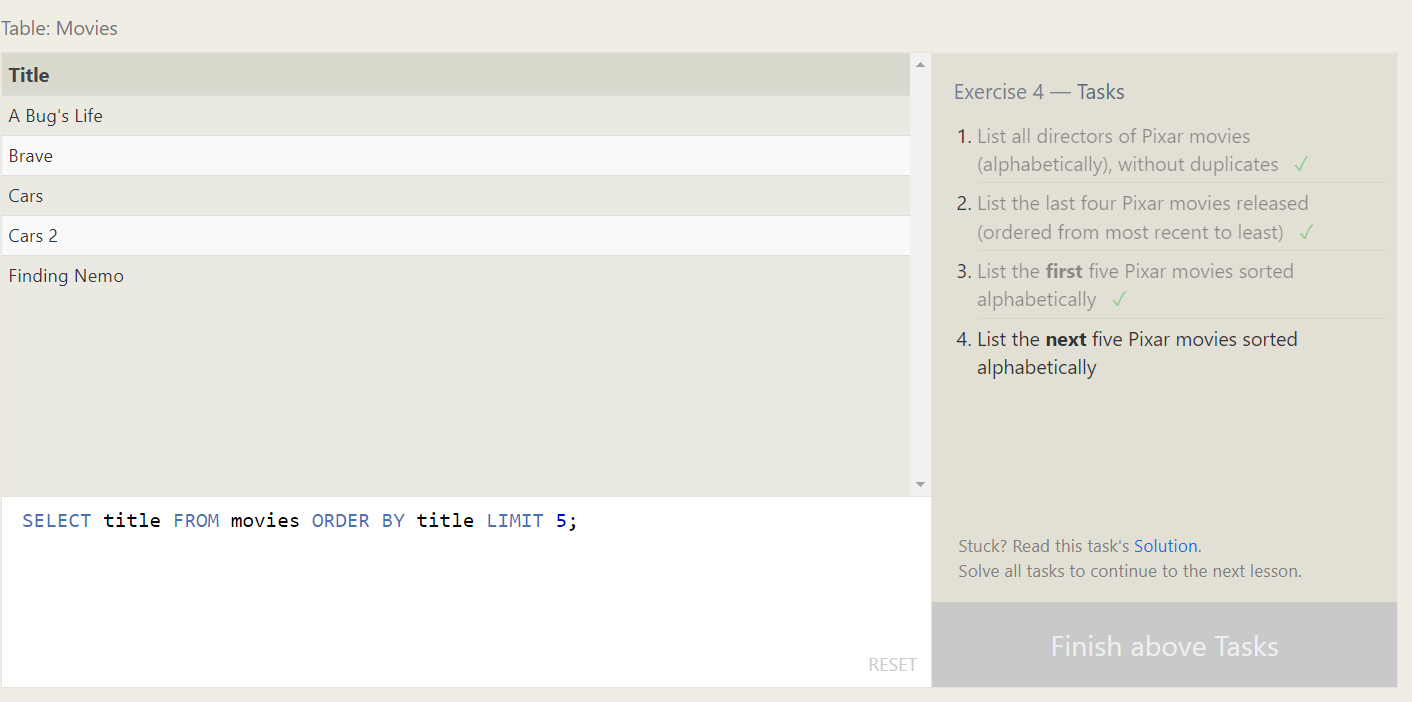 Table: Movies
Title
A Bug's Life
Brave
Cars
Cars 2
Finding Nemo
SELECT title FROM movies ORDER BY title LIMIT 5;
RESET
Exercise 4 — Tasks
1. List all directors of Pixar movies
(alphabetically), without duplicates ✓
2. List the last four Pixar movies released
(ordered from most recent to least) ✓
3. List the first five Pixar movies sorted
alphabetically ✓
4. List the next five Pixar movies sorted
alphabetically
Stuck? Read this task's Solution.
Solve all tasks to continue to the next lesson.
Finish above Tasks